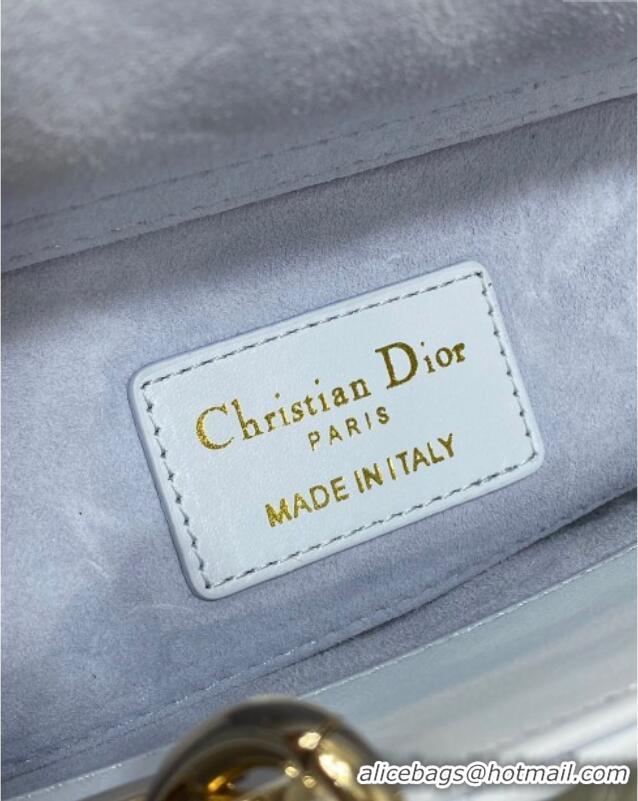 Christian Dior
PARIS
MADE IN ITALY
alicebags@hotmail.com